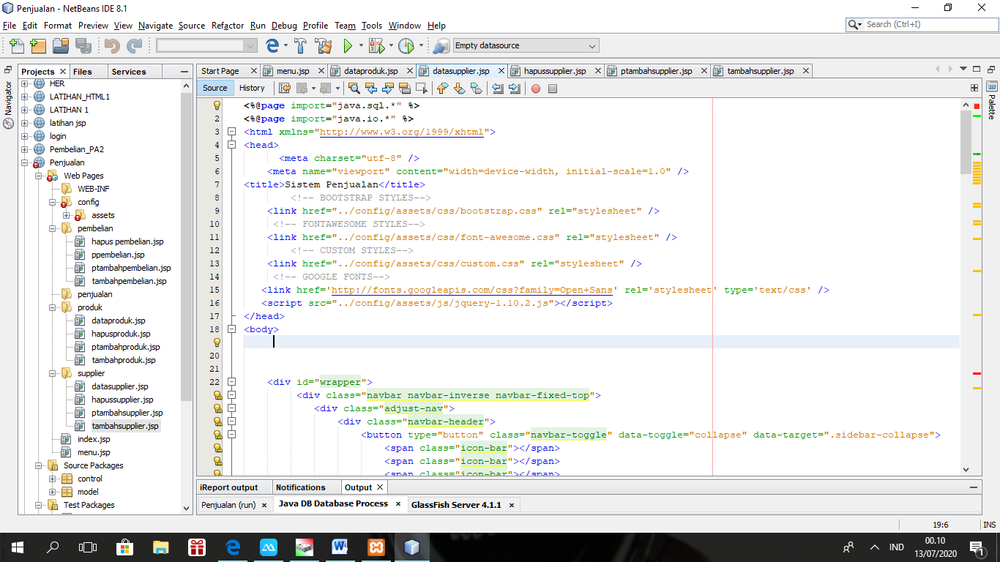 Penjualan - NetBeans IDE 8.1
File Edit Format Preview View Navigate Source Refactor Run Debug Profile Team Tools Window Help
Search (Ctrl+I)
Empty datasource
Projects Files Services
Start Page menu.jsp dataproduk.jsp datasupplier.jsp hapussupplier.jsp ptambahsupplier.jsp tambahsupplier.jsp
Source History
Navigator
Palette
HER
LATIHAN_HTML1
LATIHAN 1
latihan jsp
login
Pembelian_PA2
Penjualan
Web Pages
WEB-INF
config
assets
pembelian
hapus pembelian.jsp
ppembelian.jsp
ptambahpembelian.jsp
tambahpembelian.jsp
penjualan
produk
dataproduk.jsp
hapusproduk.jsp
ptambahproduk.jsp
tambahproduk.jsp
supplier
datasupplier.jsp
hapussupplier.jsp
ptambahsupplier.jsp
tambahsupplier.jsp
index.jsp
menu.jsp
Source Packages
control
model
Test Packages
<%@page import="java.sql.*" %>
2 <%@page import="java.io.*" %>
3 <html xmlns="http://www.w3.org/1999/xhtml">
4 <head>
5 <meta charset="utf-8" />
6 <meta name="viewport" content="width=device-width, initial-scale=1.0" />
7 <title>Sistem Penjualan</title>
8 <!-- BOOTSTRAP STYLES-->
9 <link href="../config/assets/css/bootstrap.css" rel="stylesheet" />
10 <!-- FONTAWESOME STYLES-->
11 <link href="../config/assets/css/font-awesome.css" rel="stylesheet" />
12 <!-- CUSTOM STYLES-->
13 <link href="../config/assets/css/custom.css" rel="stylesheet" />
14 <!-- GOOGLE FONTS-->
15 <link href='http://fonts.googleapis.com/css?family=Open+Sans' rel='stylesheet' type='text/css' />
16 <script src="../config/assets/js/jquery-1.10.2.js"></script>
17 </head>
18 <body>
20
21
22 <div id="wrapper">
<div class="navbar navbar-inverse navbar-fixed-top">
<div class="adjust-nav">
<div class="navbar-header">
<button type="button" class="navbar-toggle" data-toggle="collapse" data-target=".sidebar-collapse">
<span class="icon-bar"></span>
<span class="icon-bar"></span>
<span class="icon-bar"></span>
iReport output Notifications Output
Penjualan (run) Java DB Database Process GlassFish Server 4.1.1
19:6 INS
IND
00.10
13/07/2020
1